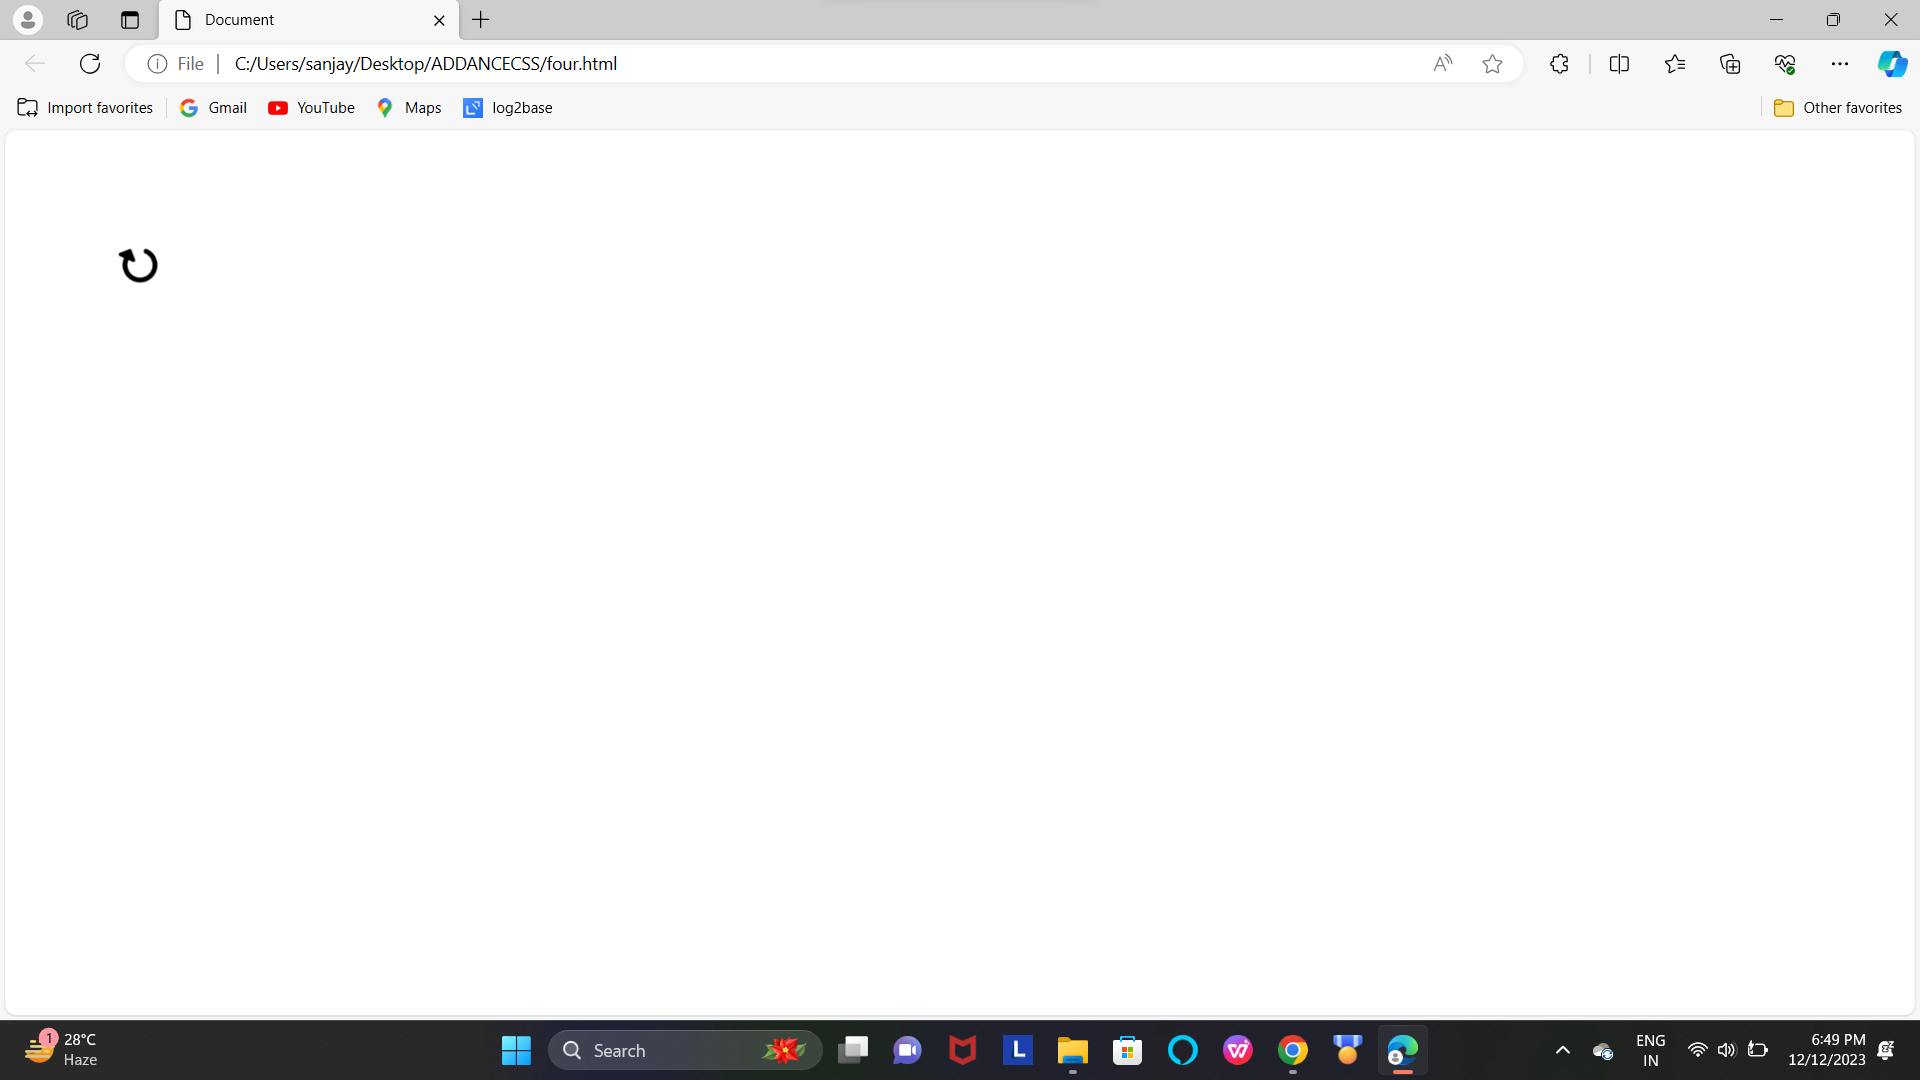 Document
File
C:/Users/sanjay/Desktop/ADDANCECSS/four.html
Import favorites
Gmail
YouTube
Maps
log2base
Other favorites
1
28°C
Haze
Search
L
ENG
IN
6:49 PM
12/12/2023